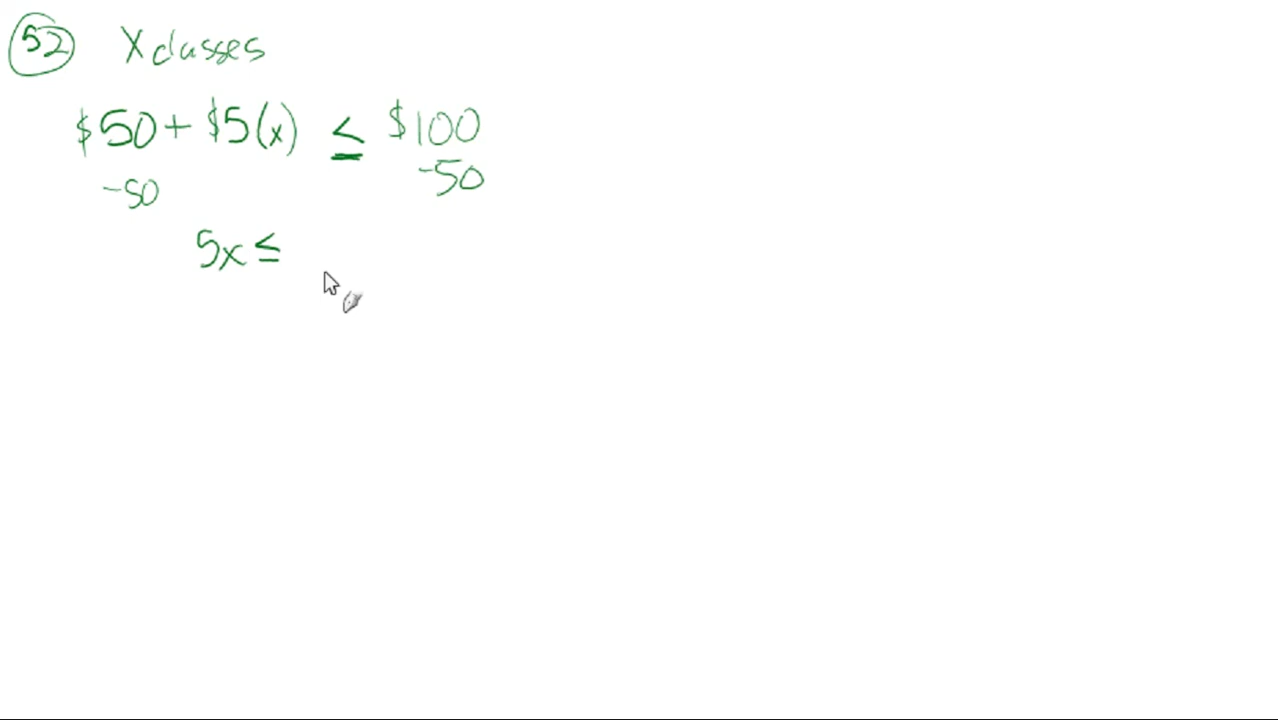 52 X classes
$50 + $5(x) ≤ $100
-50 -50
5x ≤